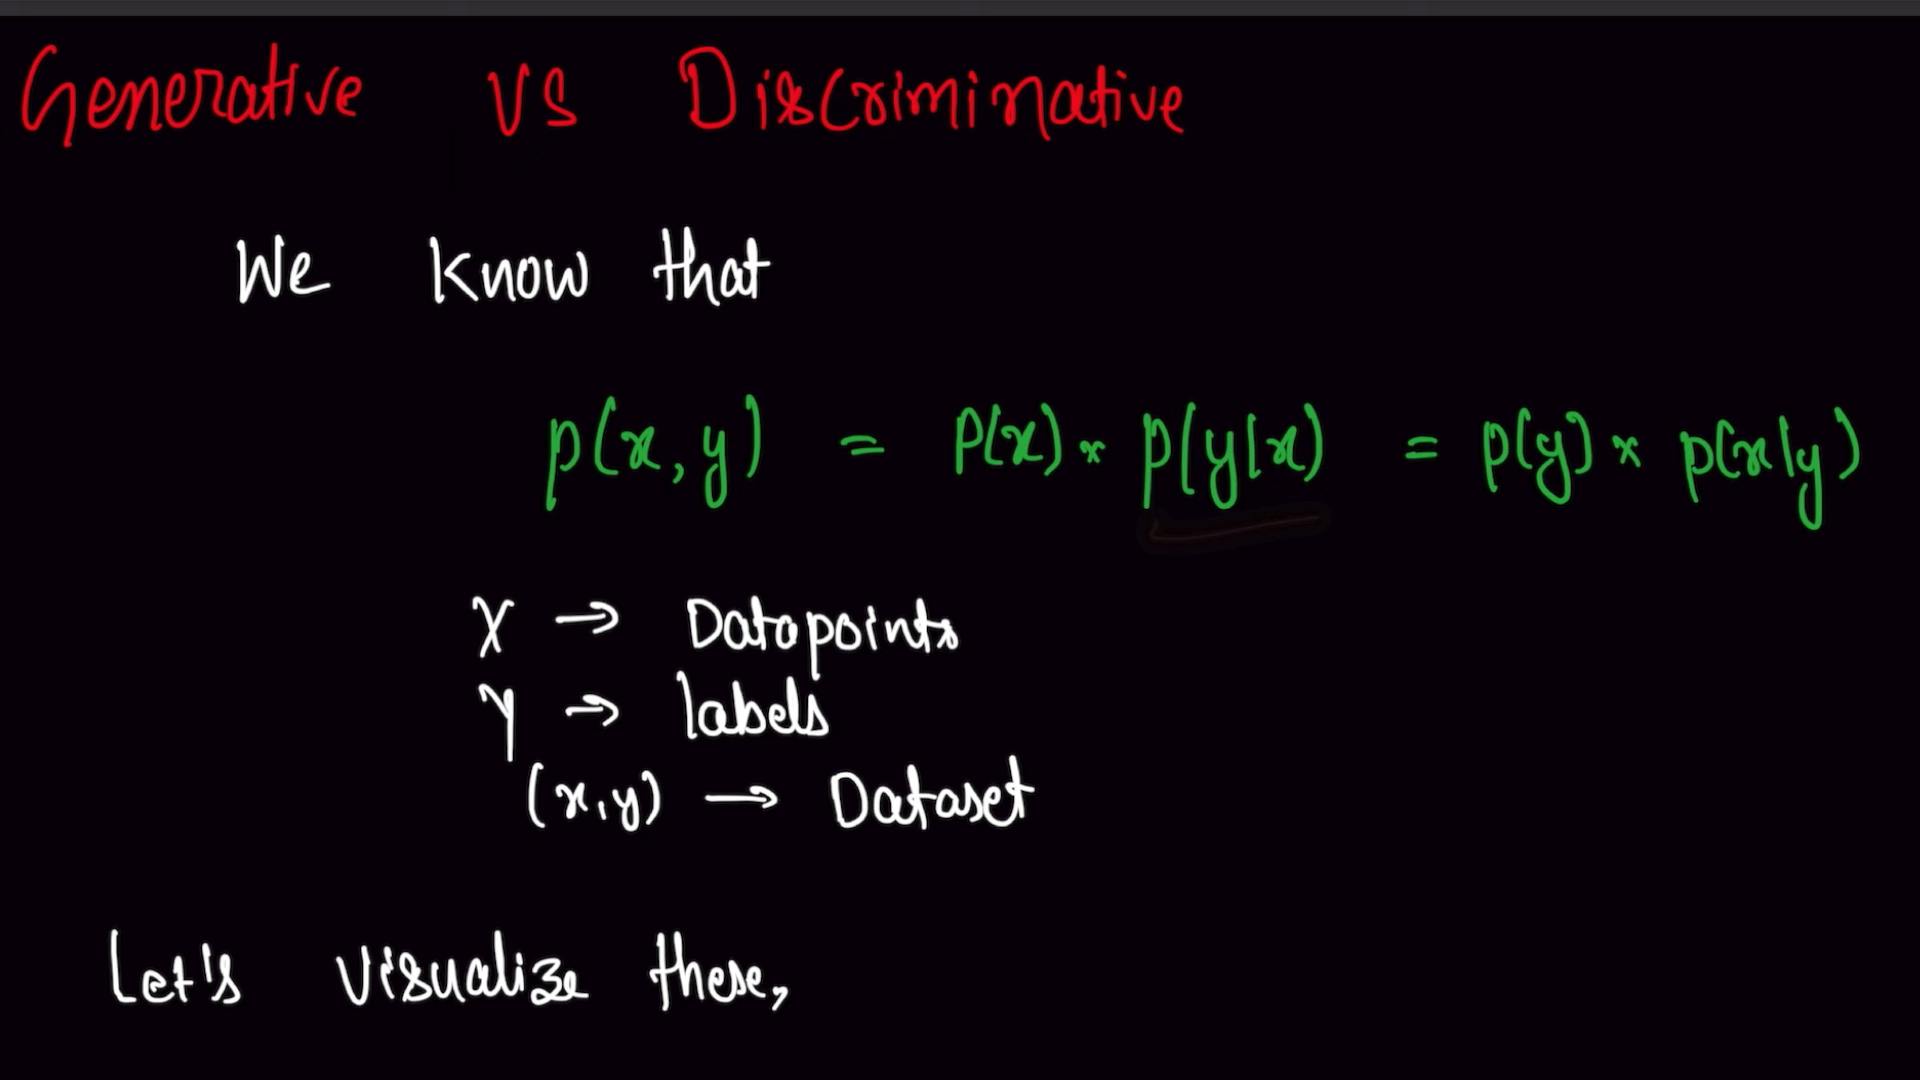 Generative vs Discriminative
We know that
p(x,y) = P(x) * p(y|x) = p(y) * p(x|y)
X → Datapoints
Y → labels
(x,y) → Dataset
Let's visualize these,